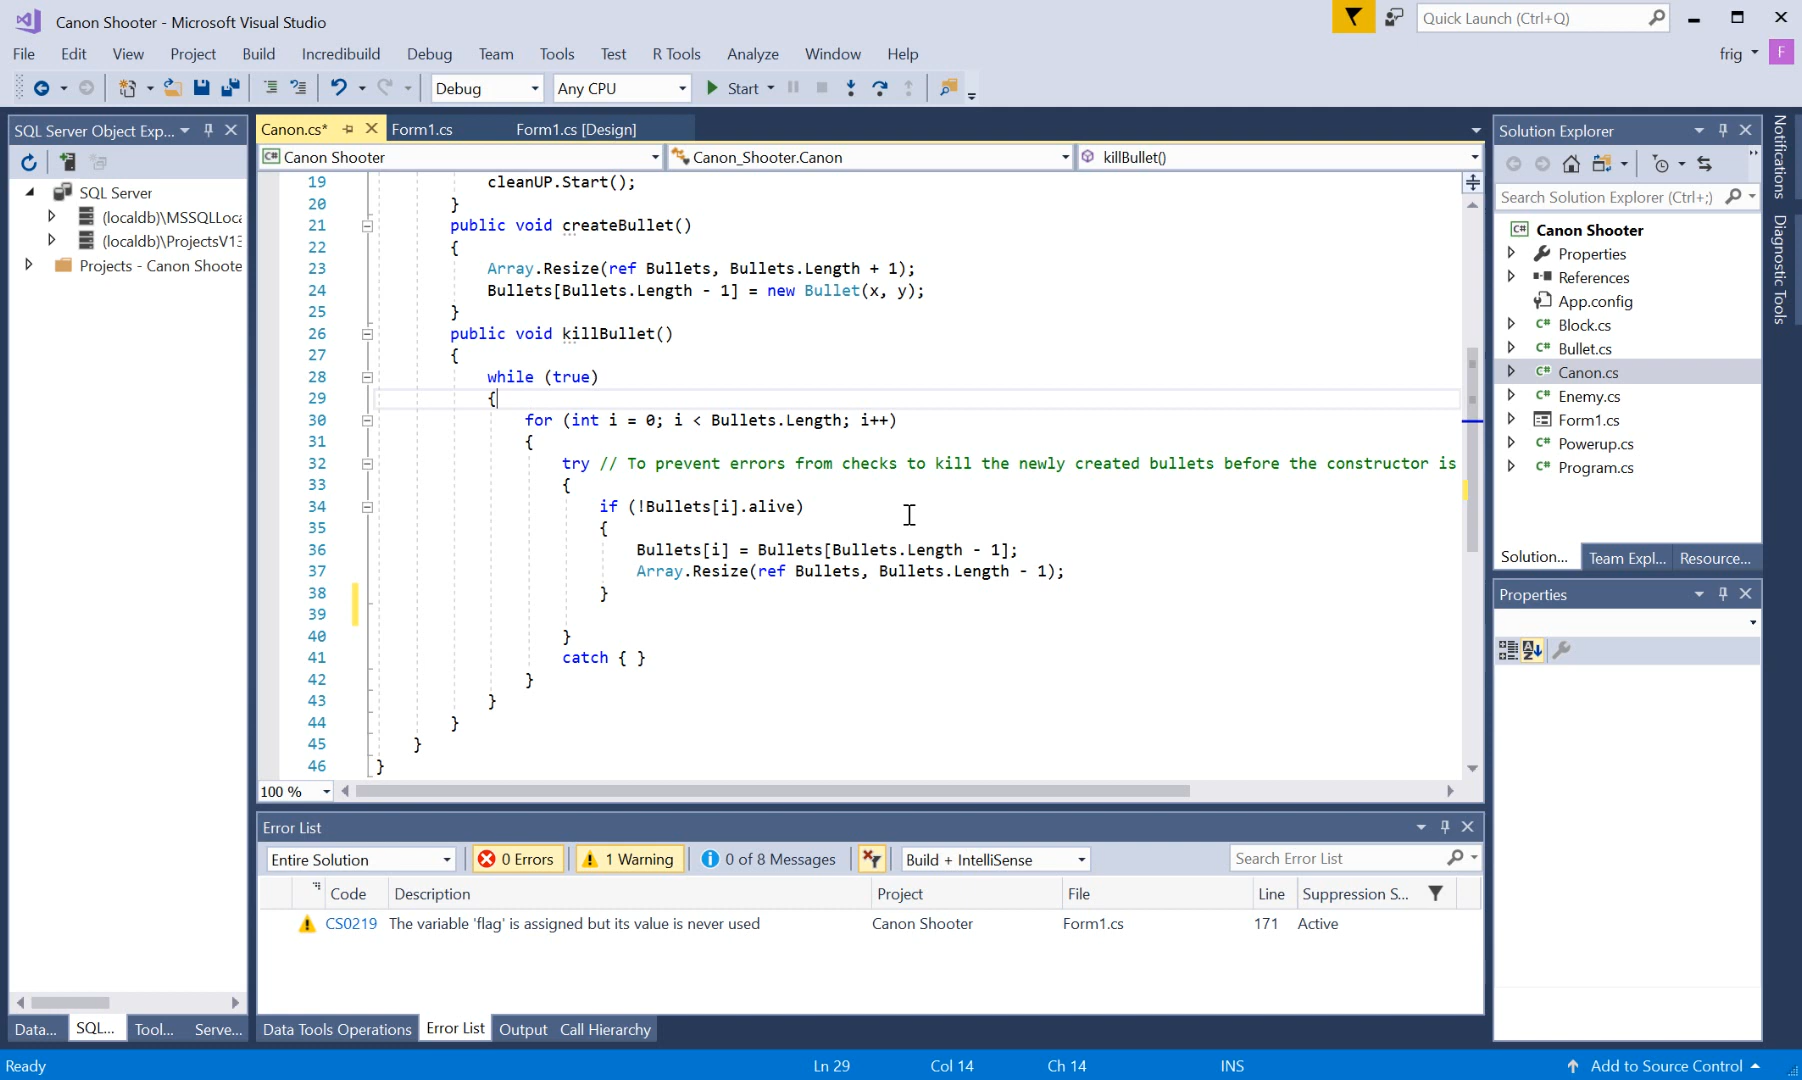 Canon Shooter - Microsoft Visual Studio
Quick Launch (Ctrl+Q)
File Edit View Project Build Incredibuild Debug Team Tools Test R Tools Analyze Window Help
frig F
Debug Any CPU Start
SQL Server Object Exp...
SQL Server
(localdb)\MSSQLLoca
(localdb)\ProjectsV13
Projects - Canon Shoote
Data... SQL... Tool... Serve...
Canon.cs* Form1.cs Form1.cs [Design]
C# Canon Shooter Canon_Shooter.Canon killBullet()
19 cleanUP.Start();
20 }
21 public void createBullet()
22 {
23 Array.Resize(ref Bullets, Bullets.Length + 1);
24 Bullets[Bullets.Length - 1] = new Bullet(x, y);
25 }
26 public void killBullet()
27 {
28 while (true)
29 {
30 for (int i = 0; i < Bullets.Length; i++)
31 {
32 try // To prevent errors from checks to kill the newly created bullets before the constructor is
33 {
34 if (!Bullets[i].alive)
35 {
36 Bullets[i] = Bullets[Bullets.Length - 1];
37 Array.Resize(ref Bullets, Bullets.Length - 1);
38 }
39
40 }
41 catch { }
42 }
43 }
44 }
45 }
46 }
100 %
Error List
Entire Solution 0 Errors 1 Warning 0 of 8 Messages Build + IntelliSense Search Error List
Code Description Project File Line Suppression S...
CS0219 The variable 'flag' is assigned but its value is never used Canon Shooter Form1.cs 171 Active
Data Tools Operations Error List Output Call Hierarchy
Solution Explorer
Search Solution Explorer (Ctrl+;)
C# Canon Shooter
Properties
References
App.config
C# Block.cs
C# Bullet.cs
C# Canon.cs
C# Enemy.cs
Form1.cs
C# Powerup.cs
C# Program.cs
Solution... Team Expl... Resource...
Properties
Notifications
Diagnostic Tools
Ready Ln 29 Col 14 Ch 14 INS Add to Source Control